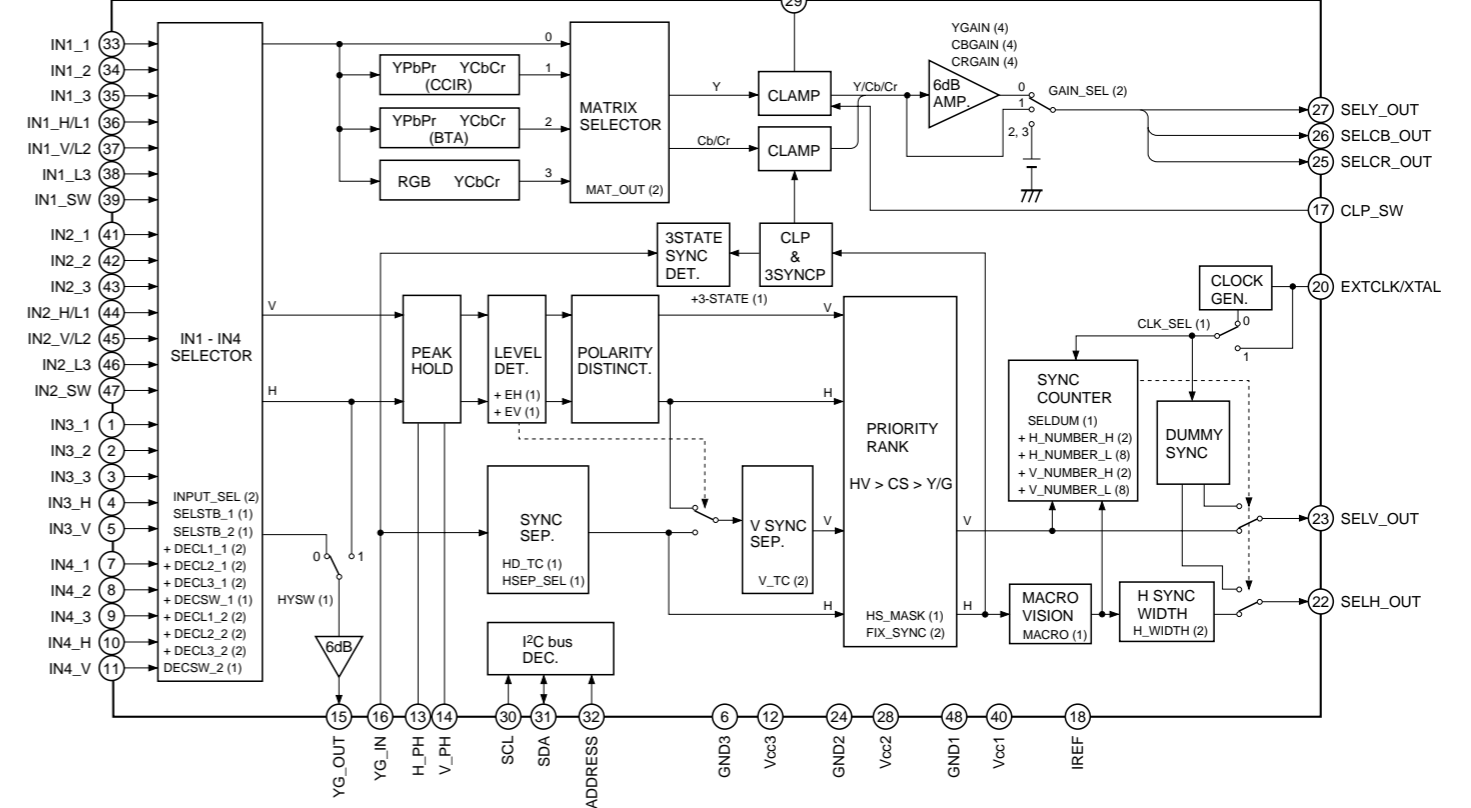 29
IN1_1 33
IN1_2 34
IN1_3 35
IN1_H/L1 36
IN1_V/L2 37
IN1_L3 38
IN1_SW 39
IN2_1 41
IN2_2 42
IN2_3 43
IN2_H/L1 44
IN2_V/L2 45
IN2_L3 46
IN2_SW 47
IN3_1 1
IN3_2 2
IN3_3 3
IN3_H 4
IN3_V 5
IN4_1 7
IN4_2 8
IN4_3 9
IN4_H 10
IN4_V 11
IN1 - IN4
SELECTOR
INPUT_SEL (2)
SELSTB_1 (1)
SELSTB_2 (1)
+ DECL1_1 (2)
+ DECL2_1 (2)
+ DECL3_1 (2)
+ DECSW_1 (1)
+ DECL1_2 (2)
+ DECL2_2 (2)
+ DECL3_2 (2)
DECSW_2 (1)
V
H
0
1
HYSW (1)
6dB
YPbPr YCbCr
(CCIR)
YPbPr YCbCr
(BTA)
RGB YCbCr
0
1
2
3
MATRIX
SELECTOR
MAT_OUT (2)
Y
Cb/Cr
CLAMP
CLAMP
Y/Cb/Cr
YGAIN (4)
CBGAIN (4)
CRGAIN (4)
6dB
AMP.
0
1
2, 3
GAIN_SEL (2)
27 SELY_OUT
26 SELCB_OUT
25 SELCR_OUT
17 CLP_SW
3STATE
SYNC
DET.
CLP
&
3SYNCP
+3-STATE (1)
PEAK
HOLD
LEVEL
DET.
+ EH (1)
+ EV (1)
POLARITY
DISTINCT.
SYNC
SEP.
HD_TC (1)
HSEP_SEL (1)
V SYNC
SEP.
V_TC (2)
V
H
V
H
PRIORITY
RANK
HV > CS > Y/G
HS_MASK (1)
FIX_SYNC (2)
V
H
CLOCK
GEN.
20 EXTCLK/XTAL
CLK_SEL (1)
0
1
SYNC
COUNTER
SELDUM (1)
+ H_NUMBER_H (2)
+ H_NUMBER_L (8)
+ V_NUMBER_H (2)
+ V_NUMBER_L (8)
DUMMY
SYNC
MACRO
VISION
MACRO (1)
H SYNC
WIDTH
H_WIDTH (2)
23 SELV_OUT
22 SELH_OUT
I²C bus
DEC.
15 16 13 14 30 31 32 6 12 24 28 48 40 18
YG_OUT
YG_IN
H_PH
V_PH
SCL
SDA
ADDRESS
GND3
Vcc3
GND2
Vcc2
GND1
Vcc1
IREF